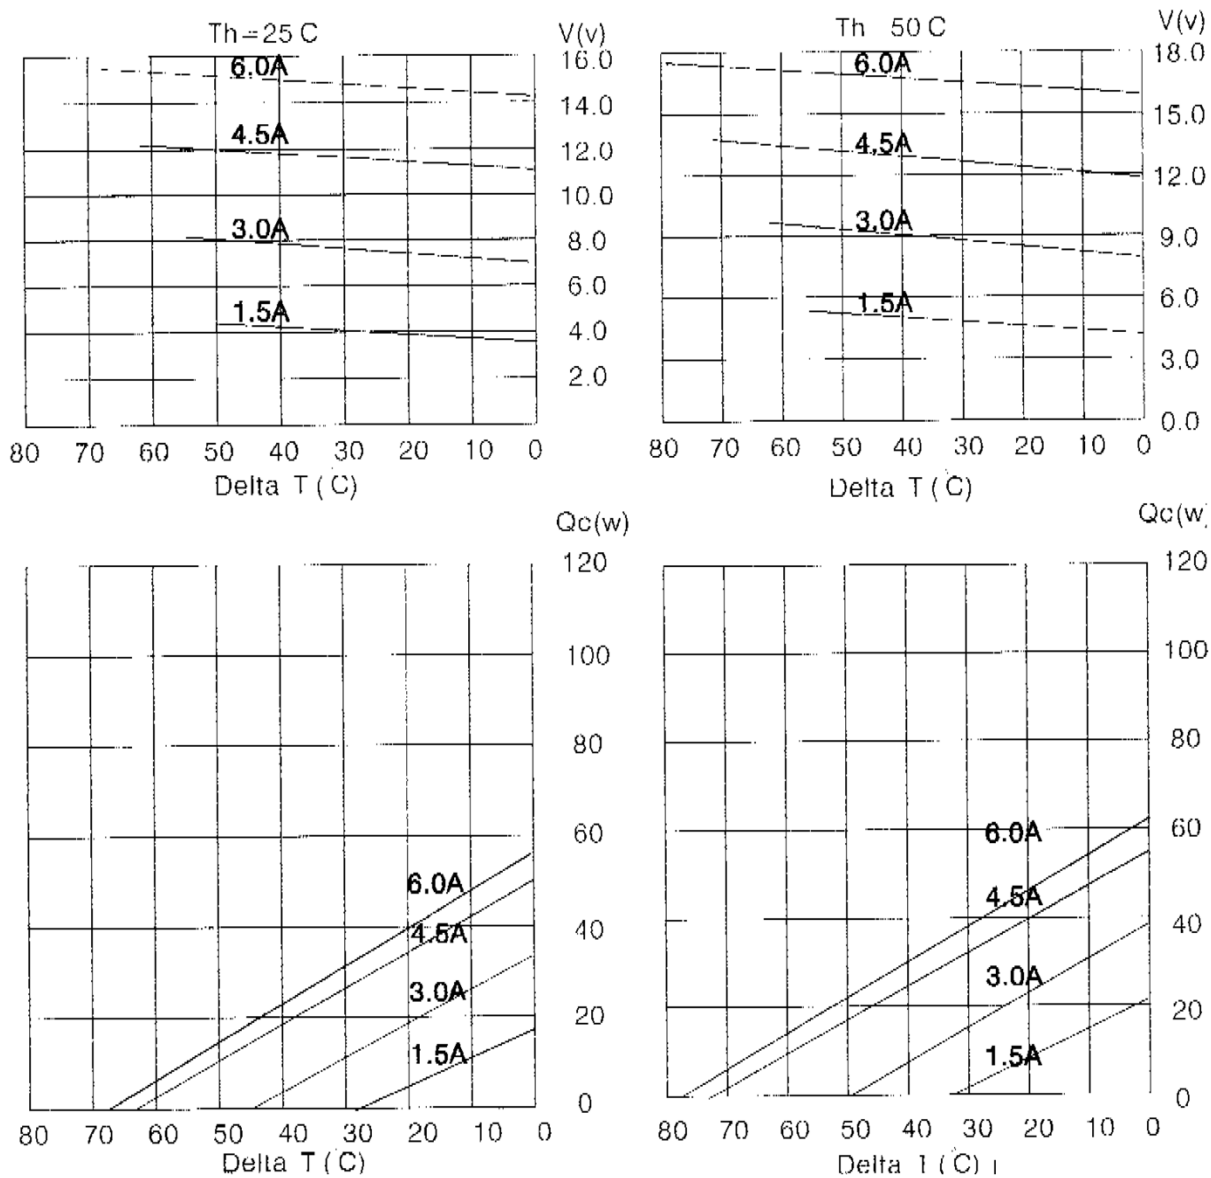 Th=25 C
V(v)
16.0
14.0
12.0
10.0
8.0
6.0
4.0
2.0
6.0A
4.5A
3.0A
1.5A
80 70 60 50 40 30 20 10 0
Delta T (°C)
Th 50 C
V(v)
18.0
15.0
12.0
9.0
6.0
3.0
0.0
6.0A
4.5A
3.0A
1.5A
80 70 60 50 40 30 20 10 0
Delta T (°C)
Qc(w)
120
100
80
60
40
20
0
6.0A
4.5A
3.0A
1.5A
80 70 60 50 40 30 20 10 0
Delta T (°C)
Qc(w)
120
100
80
60
40
20
0
6.0A
4.5A
3.0A
1.5A
80 70 60 50 40 30 20 10 0
Delta T (°C)